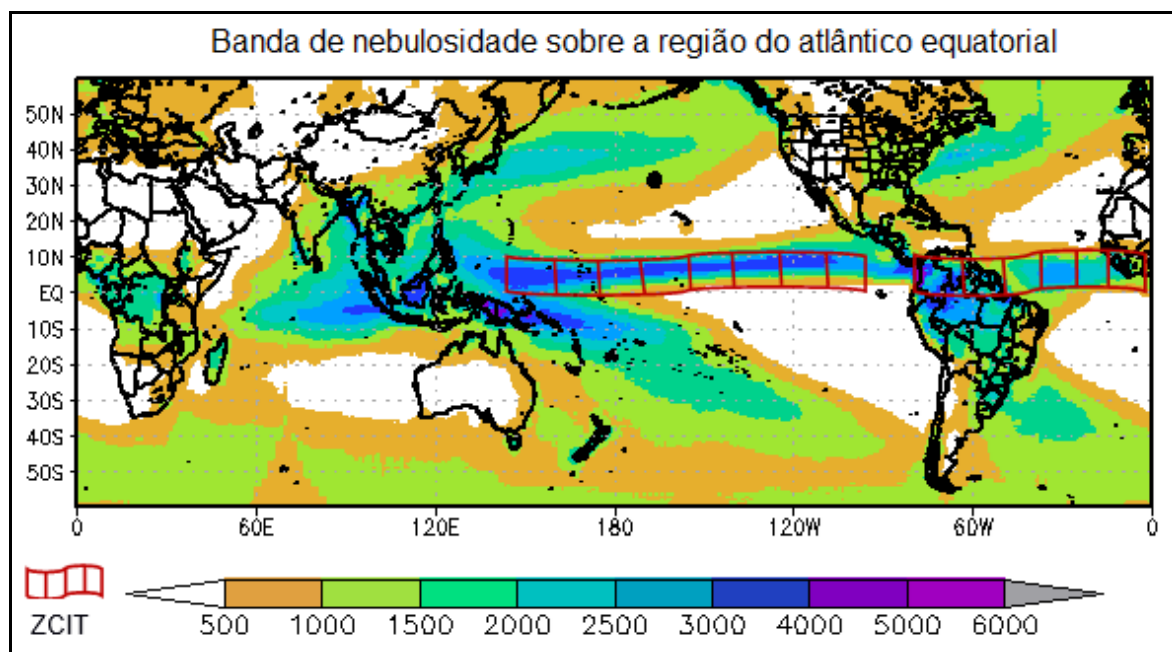 Banda de nebulosidade sobre a região do atlântico equatorial
50N
40N
30N
20N
10N
EQ
10S
20S
30S
40S
50S
0 60E 120E 180 120W 60W 0
ZCIT
500 1000 1500 2000 2500 3000 4000 5000 6000